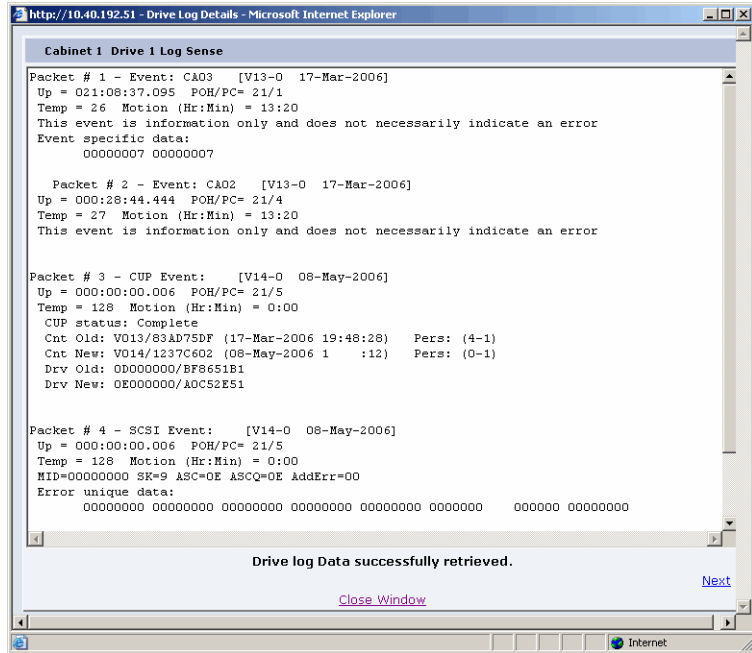 http://10.40.192.51 - Drive Log Details - Microsoft Internet Explorer
Cabinet 1 Drive 1 Log Sense
Packet # 1 - Event: CA03 [V13-0 17-Mar-2006]
Up = 021:08:37.095 POH/PC= 21/1
Temp = 26 Motion (Hr:Min) = 13:20
This event is information only and does not necessarily indicate an error
Event specific data:
00000007 00000007
Packet # 2 - Event: CA02 [V13-0 17-Mar-2006]
Up = 000:28:44.444 POH/PC= 21/4
Temp = 27 Motion (Hr:Min) = 13:20
This event is information only and does not necessarily indicate an error
Packet # 3 - CUP Event: [V14-0 08-May-2006]
Up = 000:00:00.006 POH/PC= 21/5
Temp = 128 Motion (Hr:Min) = 0:00
CUP status: Complete
Cnt Old: V013/83AD75DF (17-Mar-2006 19:48:28) Pers: (4-1)
Cnt New: V014/1237C602 (08-May-2006 1 :12) Pers: (0-1)
Drv Old: 0D000000/BF8651B1
Drv New: 0E000000/A0C52E51
Packet # 4 - SCSI Event: [V14-0 08-May-2006]
Up = 000:00:00.006 POH/PC= 21/5
Temp = 128 Motion (Hr:Min) = 0:00
MID=00000000 SK=9 ASC=0E ASCQ=0E AddErr=00
Error unique data:
00000000 00000000 00000000 00000000 00000000 0000000 000000 00000000
Drive log Data successfully retrieved.
Next
Close Window
Internet